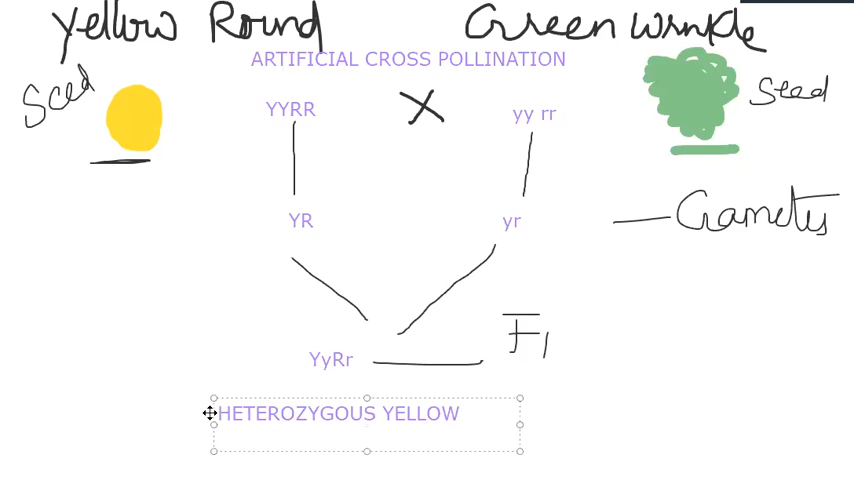 Yellow Round Green wrinkle
ARTIFICIAL CROSS POLLINATION
Seed Seed
YYRR X yy rr
YR yr Gametes
F1
YyRr
HETEROZYGOUS YELLOW